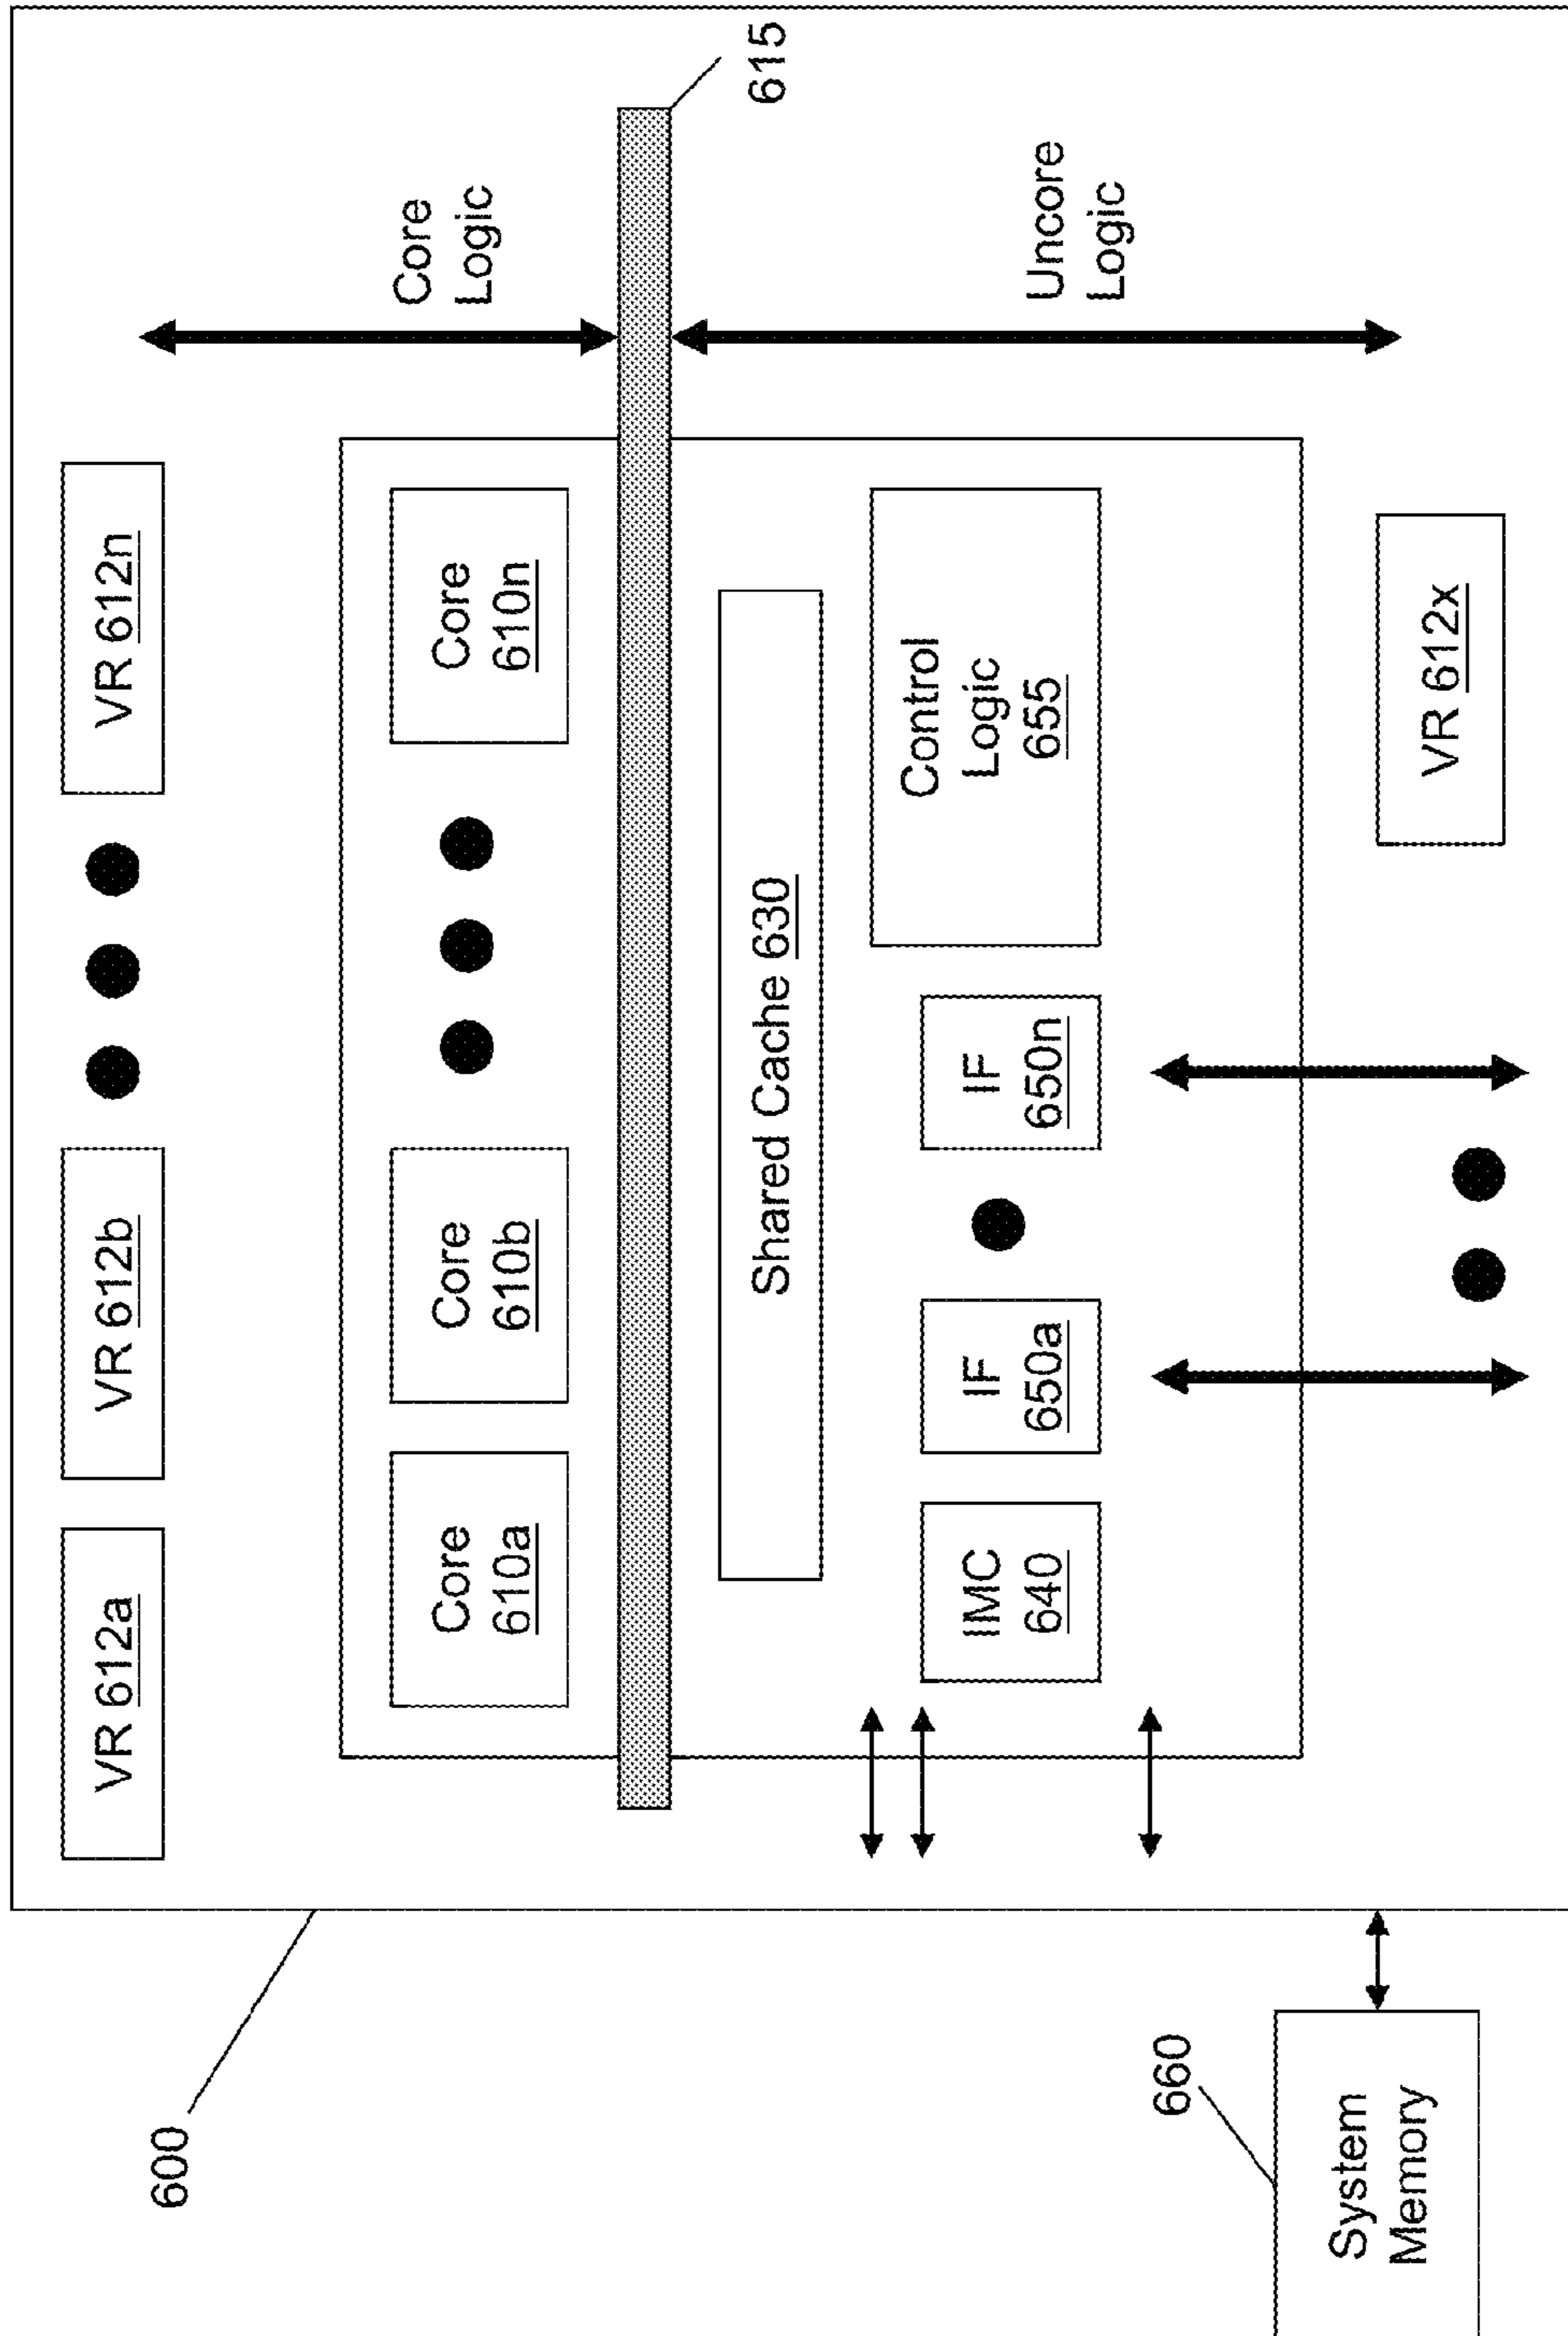 600
VR 612a
VR 612b
VR 612n
Core
610a
Core
610b
Core
610n
Core
Logic
615
Shared Cache 630
Uncore
Logic
IMC
640
IF
650a
IF
650n
Control
Logic
655
660
System
Memory
VR 612x